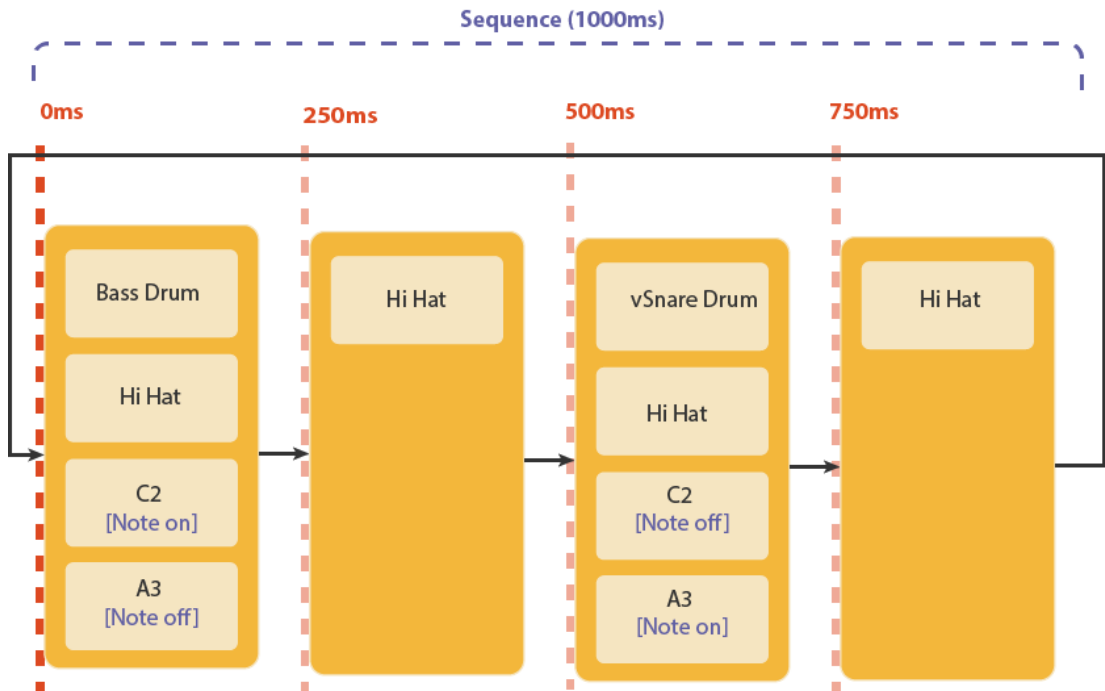 Sequence (1000ms)
0ms
250ms
500ms
750ms
Bass Drum
Hi Hat
C2
[Note on]
A3
[Note off]
Hi Hat
vSnare Drum
Hi Hat
C2
[Note off]
A3
[Note on]
Hi Hat